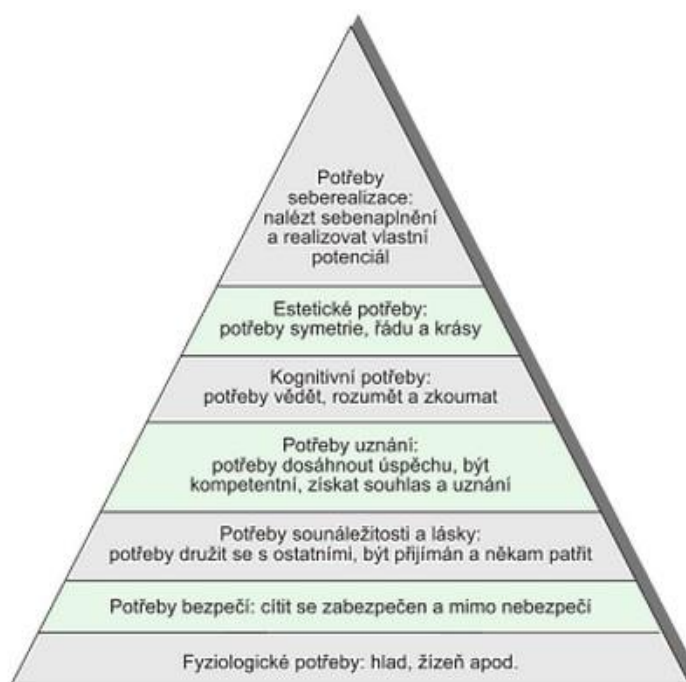 Potřeby
seberealizace:
nalézt sebenaplnění
a realizovat vlastní
potenciál
Estetické potřeby:
potřeby symetrie, řádu a krásy
Kognitivní potřeby:
potřeby vědět, rozumět a zkoumat
Potřeby uznání:
potřeby dosáhnout úspěchu, být
kompetentní, získat souhlas a uznání
Potřeby sounáležitosti a lásky:
potřeby družit se s ostatními, být přijímán a někam patřit
Potřeby bezpečí: cítit se zabezpečen a mimo nebezpečí
Fyziologické potřeby: hlad, žízeň apod.